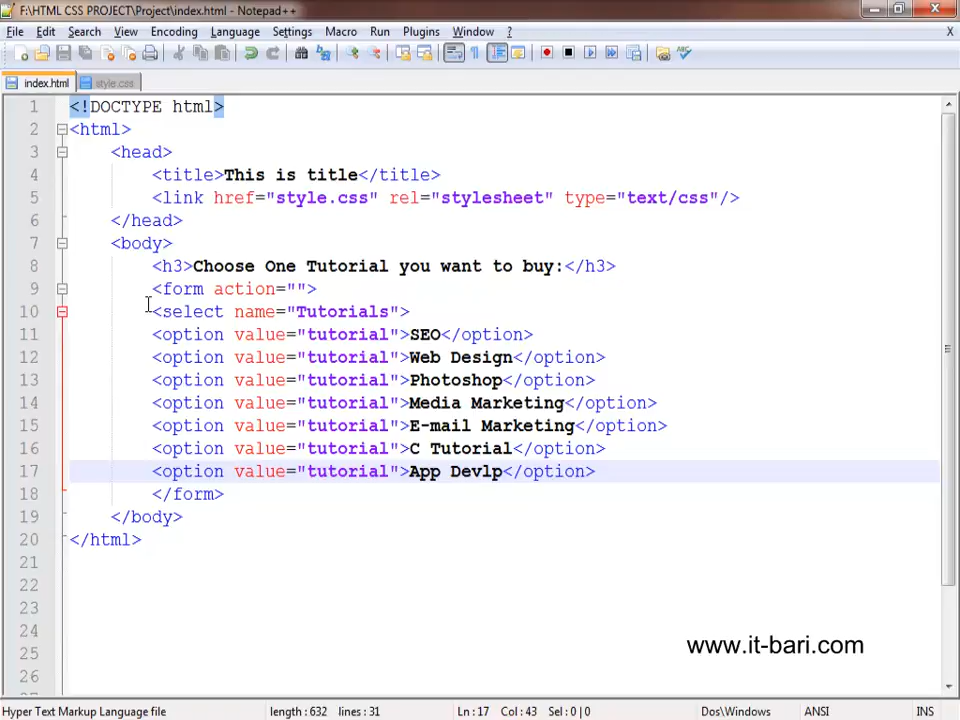 F:\HTML CSS PROJECT\Project\index.html - Notepad++
File Edit Search View Encoding Language Settings Macro Run Plugins Window ? X
index.html style.css
1 <!DOCTYPE html>
2 <html>
3 <head>
4 <title>This is title</title>
5 <link href="style.css" rel="stylesheet" type="text/css"/>
6 </head>
7 <body>
8 <h3>Choose One Tutorial you want to buy:</h3>
9 <form action="">
10 <select name="Tutorials">
11 <option value="tutorial">SEO</option>
12 <option value="tutorial">Web Design</option>
13 <option value="tutorial">Photoshop</option>
14 <option value="tutorial">Media Marketing</option>
15 <option value="tutorial">E-mail Marketing</option>
16 <option value="tutorial">C Tutorial</option>
17 <option value="tutorial">App Devlp</option>
18 </form>
19 </body>
20 </html>
21
22
23
24
25
26
27
www.it-bari.com
Hyper Text Markup Language file length : 632 lines : 31 Ln : 17 Col : 43 Sel : 0 | 0 Dos\Windows ANSI INS